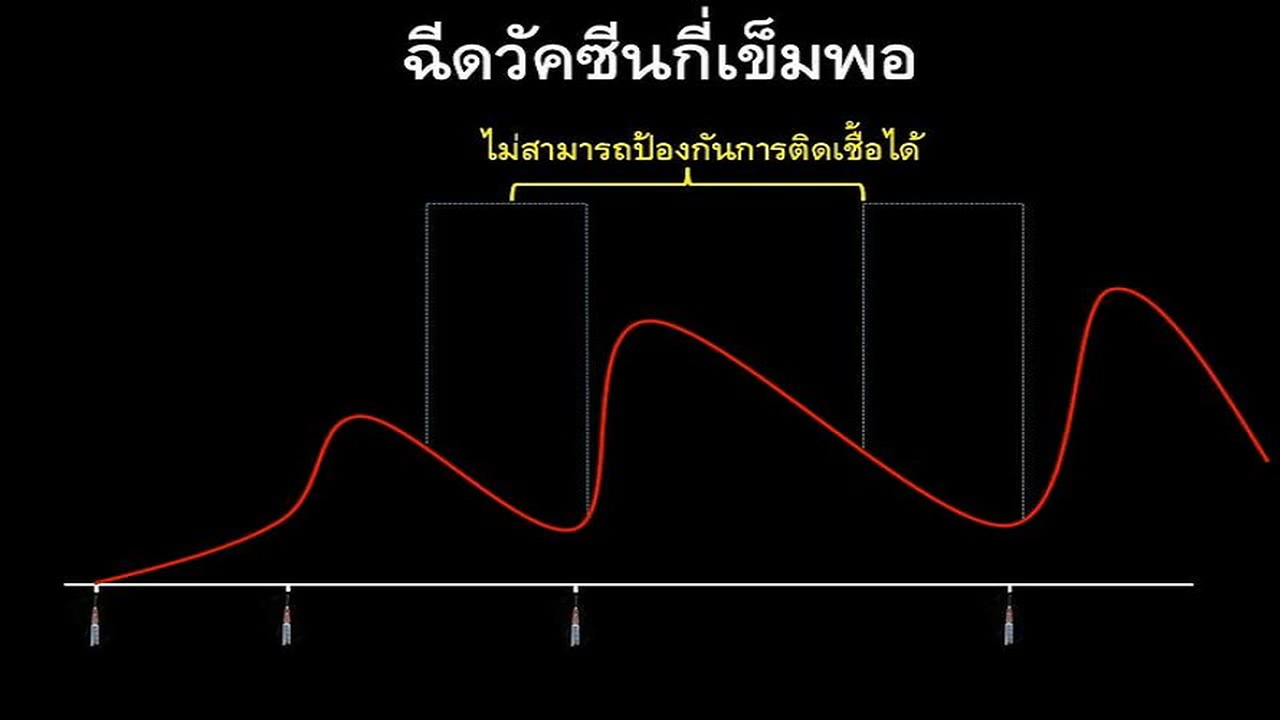 ฉีดวัคซีนกี่เข็มพอ
ไม่สามารถป้องกันการติดเชื้อได้